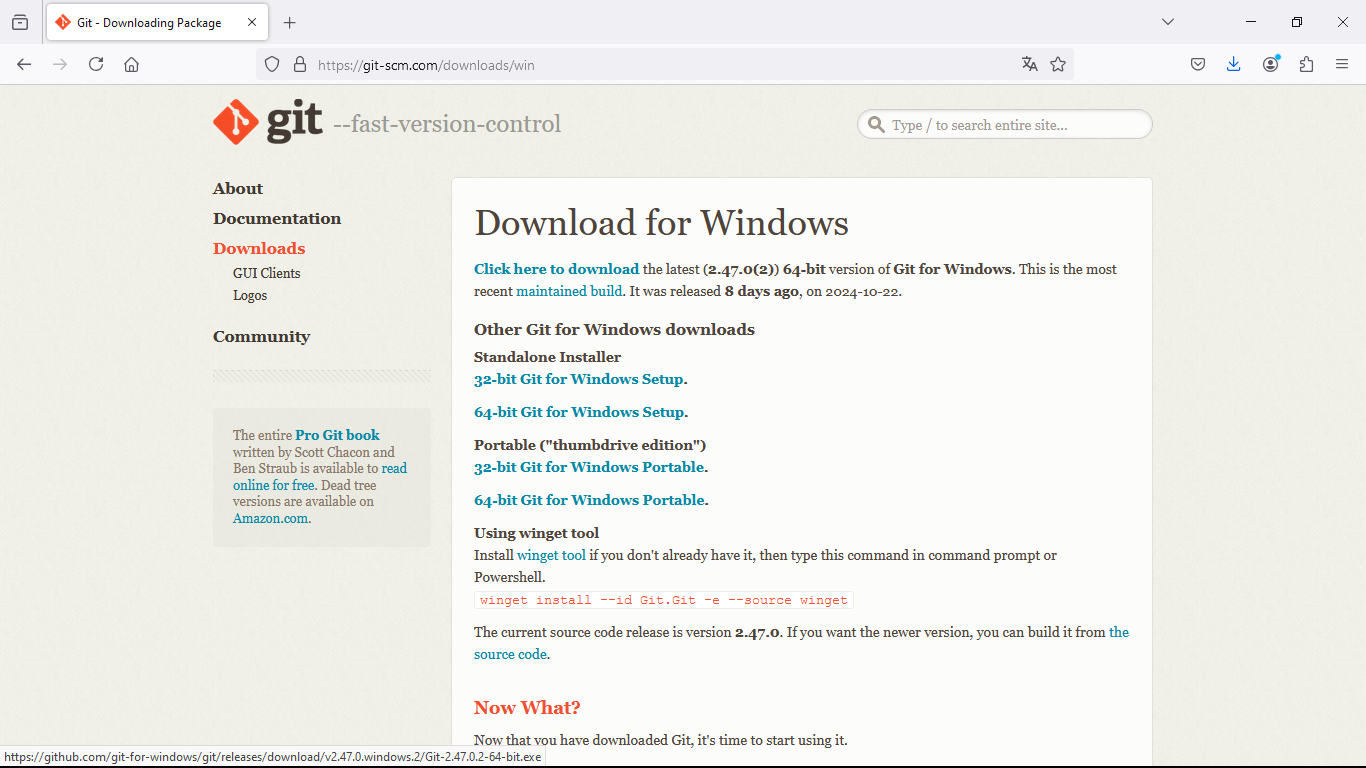 Git - Downloading Package
https://git-scm.com/downloads/win
git --fast-version-control
Type / to search entire site...
About
Documentation
Downloads
GUI Clients
Logos
Community
The entire Pro Git book
written by Scott Chacon and
Ben Straub is available to read
online for free. Dead tree
versions are available on
Amazon.com.
Download for Windows
Click here to download the latest (2.47.0(2)) 64-bit version of Git for Windows. This is the most
recent maintained build. It was released 8 days ago, on 2024-10-22.
Other Git for Windows downloads
Standalone Installer
32-bit Git for Windows Setup.
64-bit Git for Windows Setup.
Portable ("thumbdrive edition")
32-bit Git for Windows Portable.
64-bit Git for Windows Portable.
Using winget tool
Install winget tool if you don't already have it, then type this command in command prompt or
Powershell.
winget install --id Git.Git -e --source winget
The current source code release is version 2.47.0. If you want the newer version, you can build it from the
source code.
Now What?
Now that you have downloaded Git, it's time to start using it.
https://github.com/git-for-windows/git/releases/download/v2.47.0.windows.2/Git-2.47.0.2-64-bit.exe